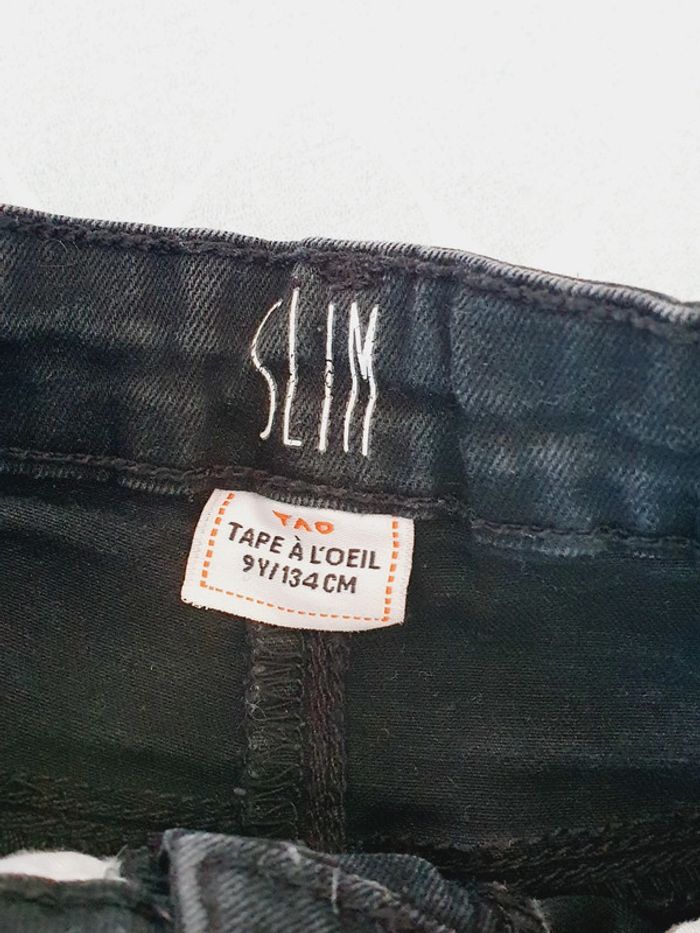 SLIM
TAO
TAPE À L'OEIL
9Y/134CM